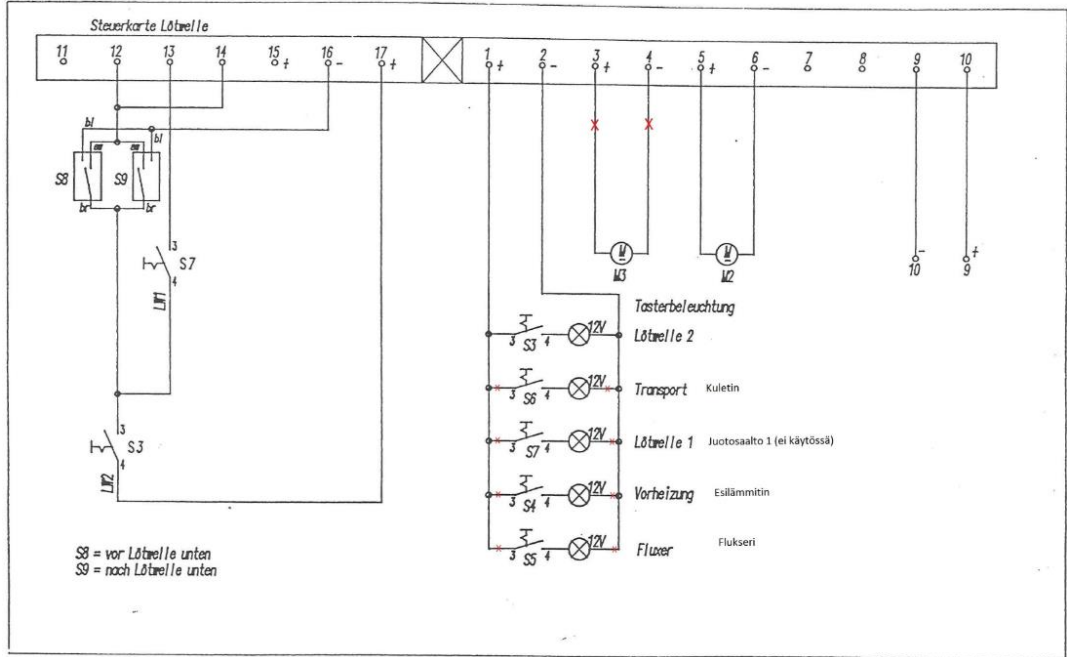 Steuerkarte Lötwelle
11 12 13 14 15 16 17 1 2 3 4 5 6 7 8 9 10
+ - + + - + - + - - +
bl bl
S8 S9
br br
3
S7
4
LW1
M3 M2
- +
10 9
Tasterbeleuchtung
3 S3 4 12V Lötwelle 2
3 S6 4 12V Transport Kuletin
3 S7 4 12V Lötwelle 1 Juotosaalto 1 (ei käytössä)
3
S3
4
LW2
3 S4 4 12V Vorheizung Esilämmitin
3 S5 4 12V Fluxer Flukseri
S8 = vor Lötwelle unten
S9 = nach Lötwelle unten